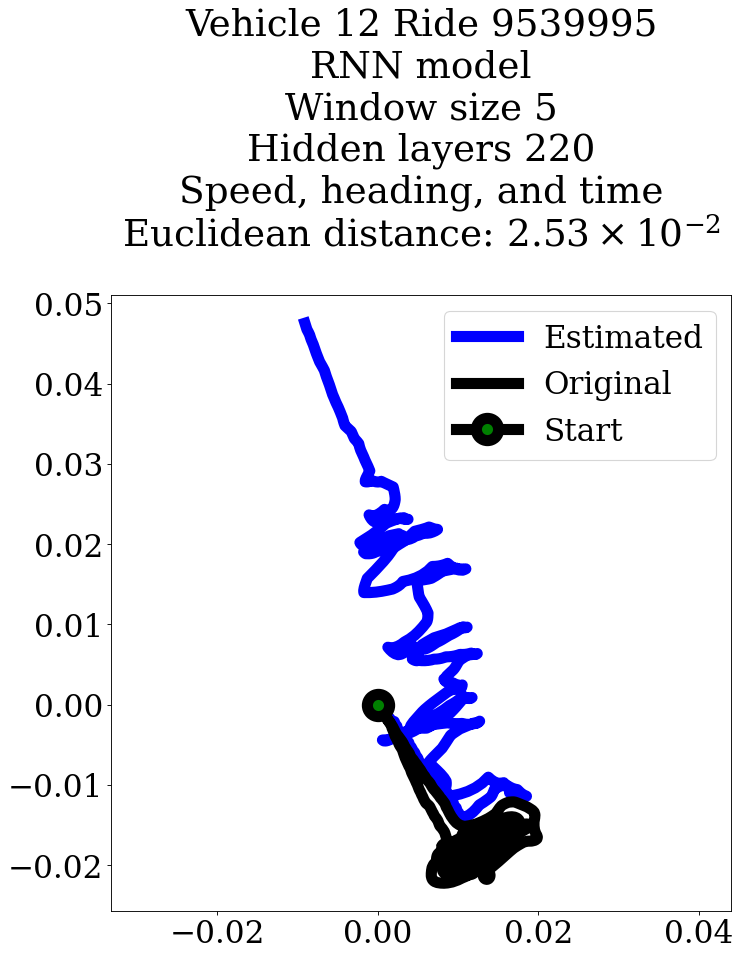 Vehicle 12 Ride 9539995
RNN model
Window size 5
Hidden layers 220
Speed, heading, and time
Euclidean distance: 2.53 × 10⁻²
0.05
0.04
0.03
0.02
0.01
0.00
−0.01
−0.02
Estimated
Original
Start
−0.02
0.00
0.02
0.04